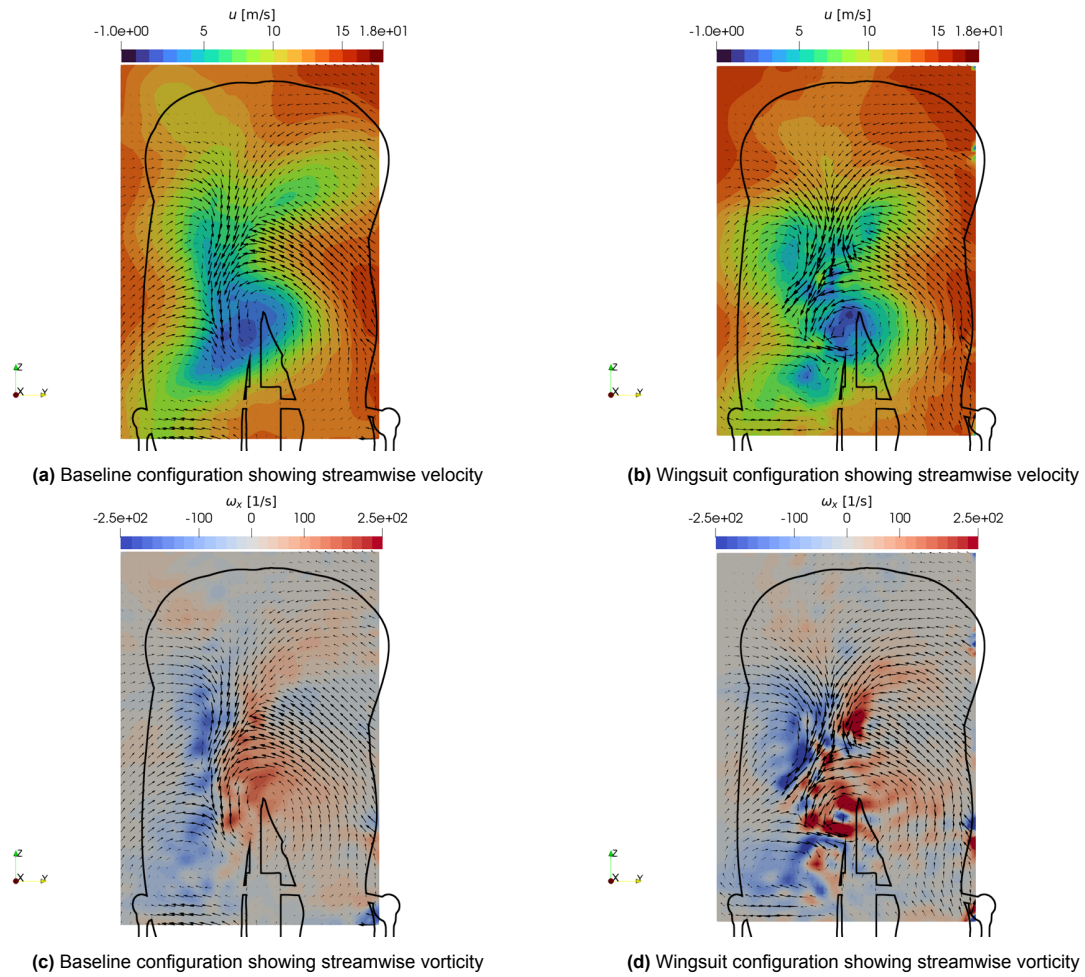 u [m/s]
-1.0e+00 5 10 15 1.8e+01
u [m/s]
-1.0e+00 5 10 15 1.8e+01
Z
X Y
Z
X Y
(a) Baseline configuration showing streamwise velocity
(b) Wingsuit configuration showing streamwise velocity
ωx [1/s]
-2.5e+02 -100 0 100 2.5e+02
ωx [1/s]
-2.5e+02 -100 0 100 2.5e+02
Z
X Y
Z
X Y
(c) Baseline configuration showing streamwise vorticity
(d) Wingsuit configuration showing streamwise vorticity